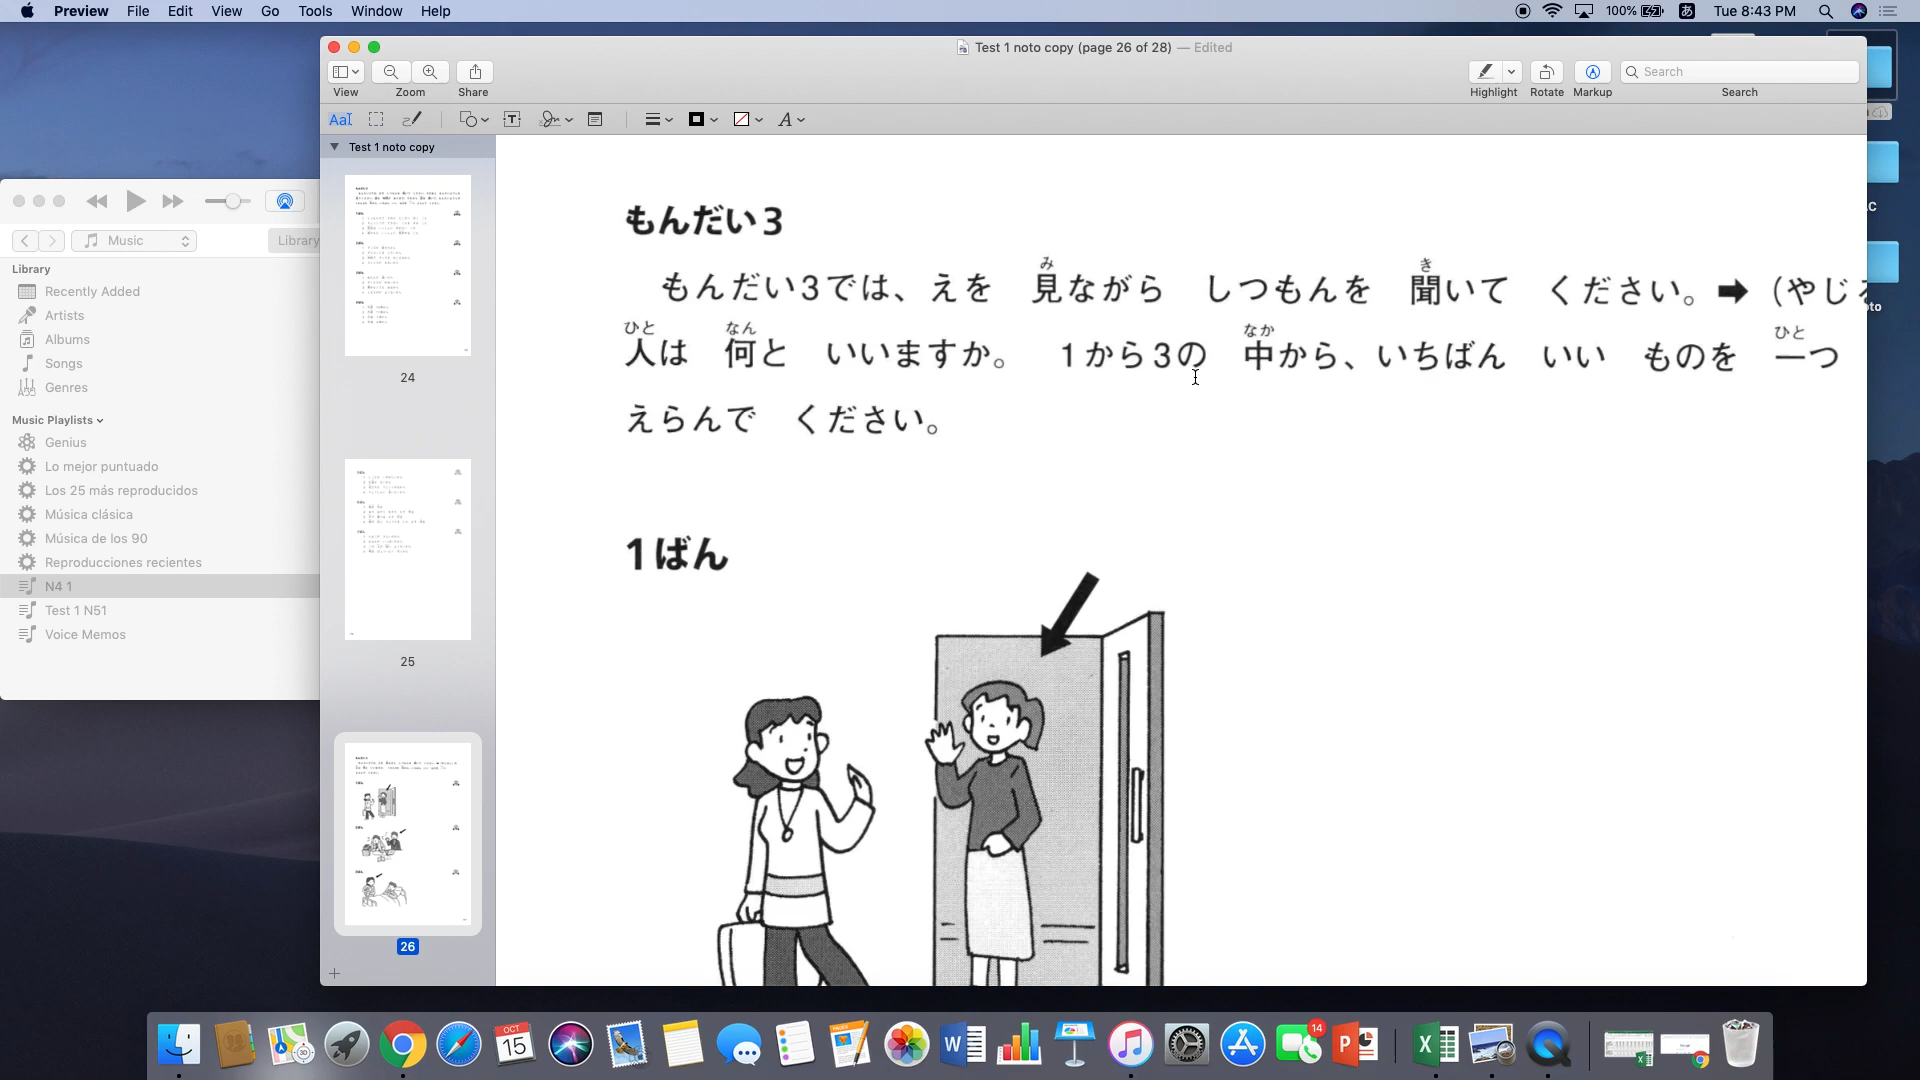 Preview File Edit View Go Tools Window Help
100% あ Tue 8:43 PM
Test 1 noto copy (page 26 of 28) — Edited
Search
View Zoom Share Highlight Rotate Markup Search
AaI T A
Test 1 noto copy
24
25
26
Music
Library
Library
Recently Added
Artists
Albums
Songs
Genres
Music Playlists
Genius
Lo mejor puntuado
Los 25 más reproducidos
Música clásica
Música de los 90
Reproducciones recientes
N4 1
Test 1 N51
Voice Memos
もんだい3
み き
もんだい3では、えを 見ながら しつもんを 聞いて ください。➡ (やじ
ひと なん なか ひと
人は 何と いいますか。 1から3の 中から、いちばん いい ものを 一つ
えらんで ください。
1ばん
C
oto
OCT
15
14